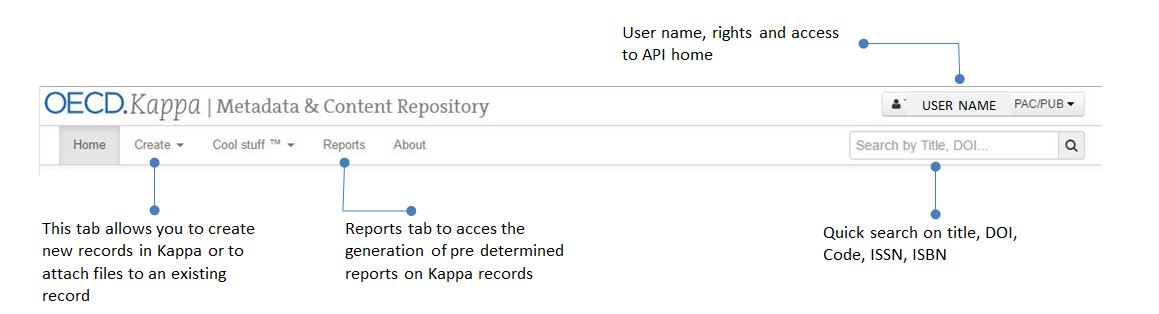 User name, rights and access
to API home
OECD.Kappa | Metadata & Content Repository
USER NAME PAC/PUB
Home Create Cool stuff ™ Reports About
Search by Title, DOI...
This tab allows you to create
new records in Kappa or to
attach files to an existing
record
Reports tab to acces the
generation of pre determined
reports on Kappa records
Quick search on title, DOI,
Code, ISSN, ISBN